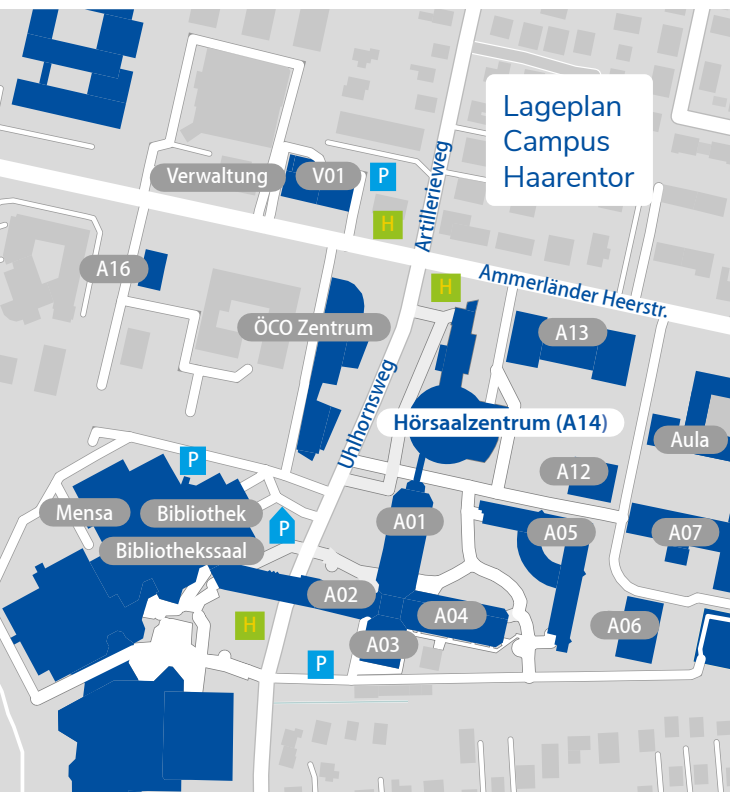 Lageplan
Campus
Haarentor
Verwaltung
V01
P
H
Artillerieweg
A16
H
Ammerländer Heerstr.
ÖCO Zentrum
A13
Uhlhornsweg
Hörsaalzentrum (A14)
Aula
P
A12
Mensa
Bibliothek
A01
P
A05
A07
Bibliothekssaal
A02
A04
H
A06
A03
P